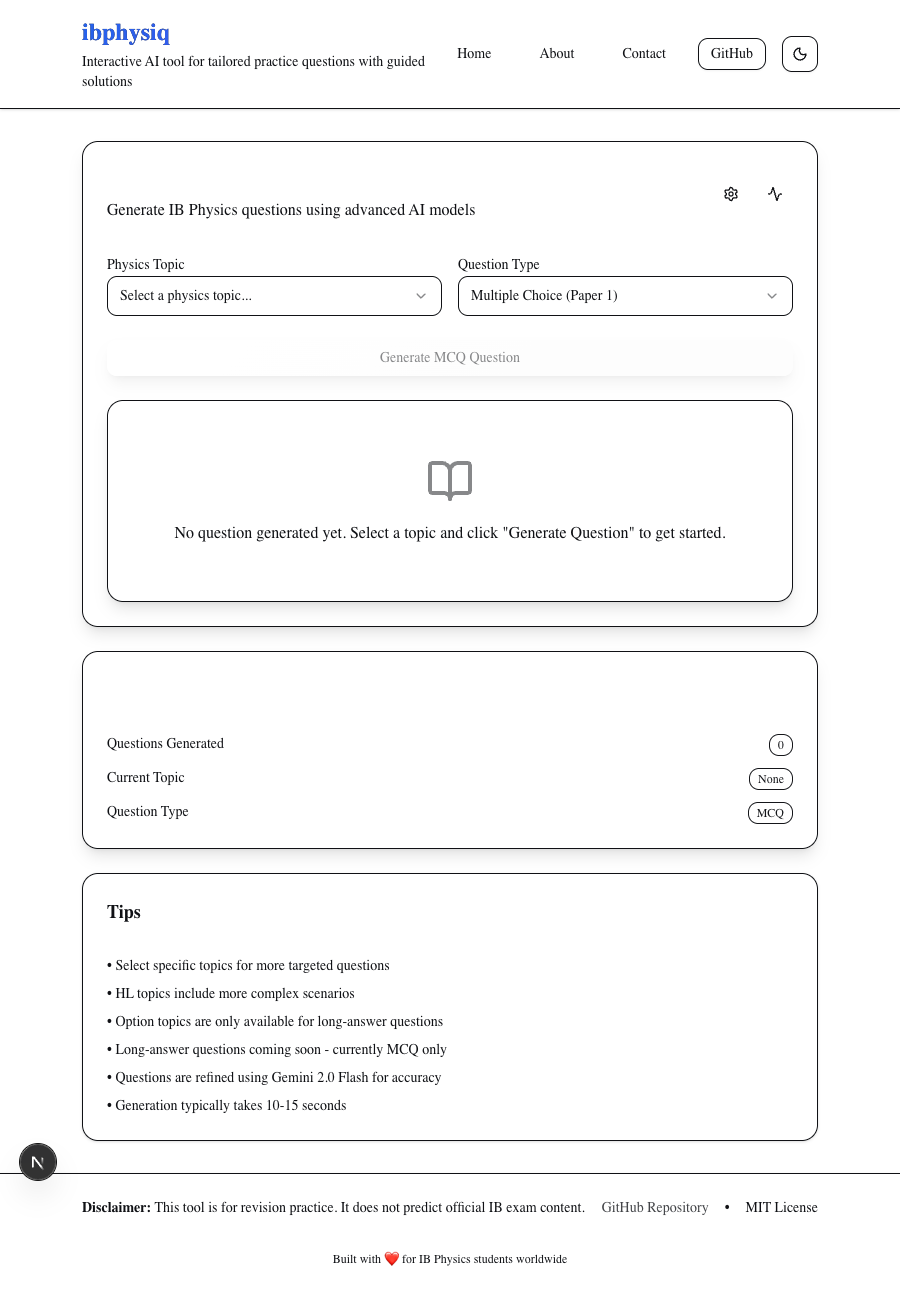 ibphysiq
Interactive AI tool for tailored practice questions with guided
solutions
Home
About
Contact
GitHub
Generate IB Physics questions using advanced AI models
Physics Topic
Question Type
Select a physics topic...
Multiple Choice (Paper 1)
Generate MCQ Question
No question generated yet. Select a topic and click "Generate Question" to get started.
Questions Generated
0
Current Topic
None
Question Type
MCQ
Tips
• Select specific topics for more targeted questions
• HL topics include more complex scenarios
• Option topics are only available for long-answer questions
• Long-answer questions coming soon - currently MCQ only
• Questions are refined using Gemini 2.0 Flash for accuracy
• Generation typically takes 10-15 seconds
N
Disclaimer: This tool is for revision practice. It does not predict official IB exam content.
GitHub Repository • MIT License
Built with ❤️ for IB Physics students worldwide